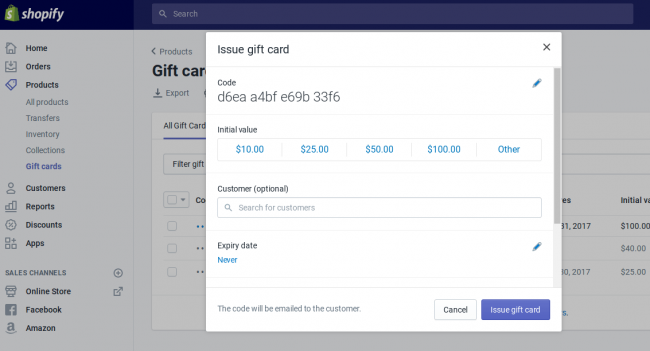 shopify
Search
Home
Orders
Products
All products
Transfers
Inventory
Collections
Gift cards
Customers
Reports
Discounts
Apps
SALES CHANNELS
Online Store
Facebook
Amazon
Products
Gift car
Export
All Gift Card
Filter gift
Co
Issue gift card
Code
d6ea a4bf e69b 33f6
Initial value
$10.00 $25.00 $50.00 $100.00 Other
Customer (optional)
Search for customers
Expiry date
Never
The code will be emailed to the customer.
Cancel Issue gift card
es Initial va
31, 2017 $100.00
$40.00
30, 2017 $25.00